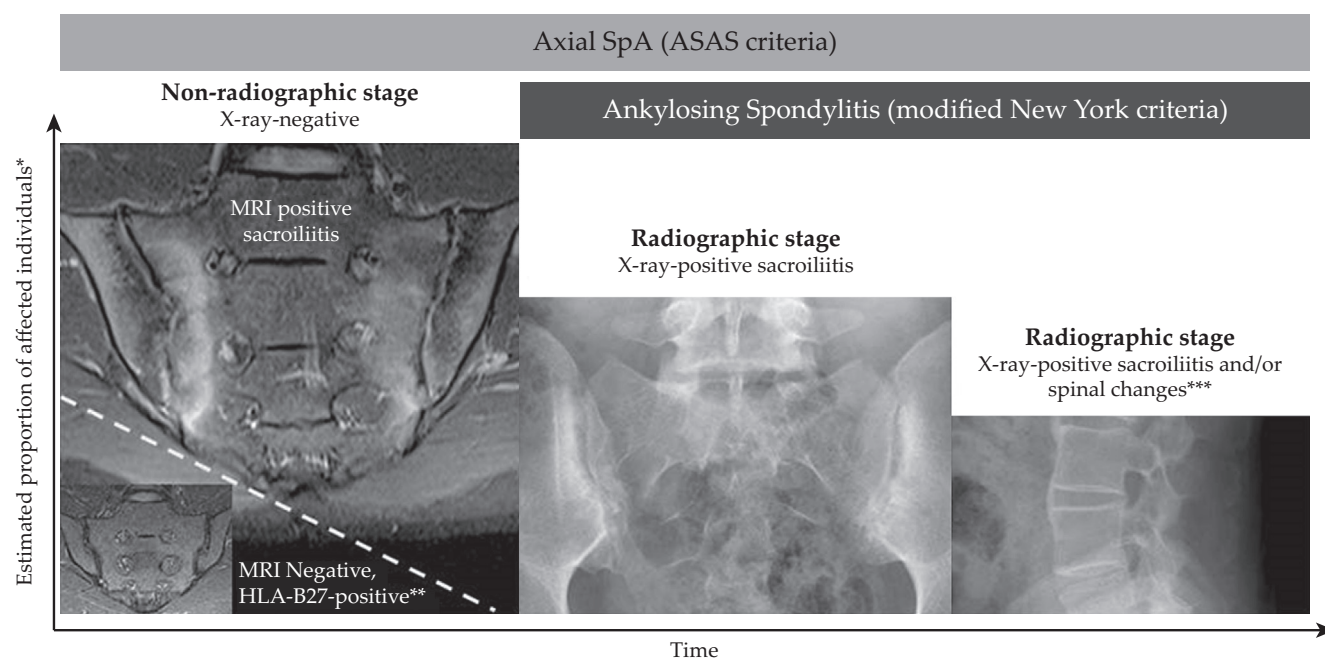 Axial SpA (ASAS criteria)
Non-radiographic stage
X-ray-negative
Ankylosing Spondylitis (modified New York criteria)
Estimated proportion of affected individuals*
MRI positive
sacroiliitis
Radiographic stage
X-ray-positive sacroiliitis
Radiographic stage
X-ray-positive sacroiliitis and/or
spinal changes***
MRI Negative,
HLA-B27-positive**
Time